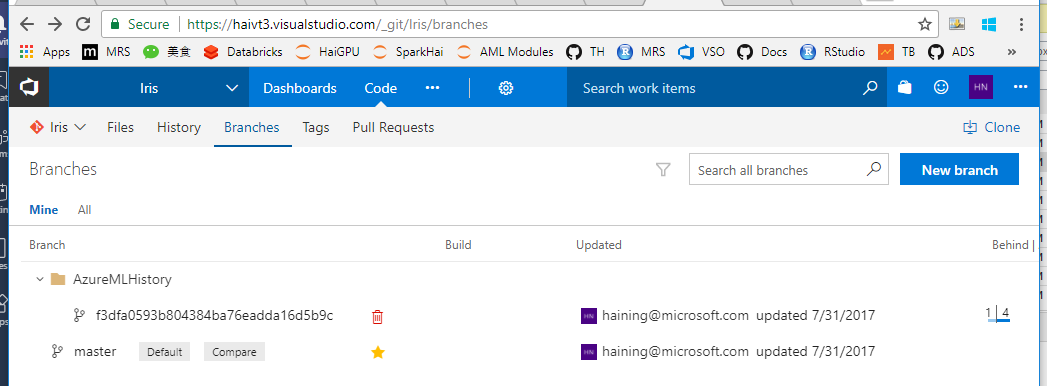 Secure https://haivt3.visualstudio.com/_git/Iris/branches
Apps MRS 美食 Databricks HaiGPU SparkHai AML Modules TH MRS VSO Docs RStudio TB ADS »
Iris Dashboards Code ••• Search work items HN •••
Iris Files History Branches Tags Pull Requests Clone
Branches Search all branches New branch
Mine All
Branch Build Updated Behind |
AzureMLHistory
f3dfa0593b804384ba76eadda16d5b9c HN haining@microsoft.com updated 7/31/2017 1 4
master Default Compare HN haining@microsoft.com updated 7/31/2017